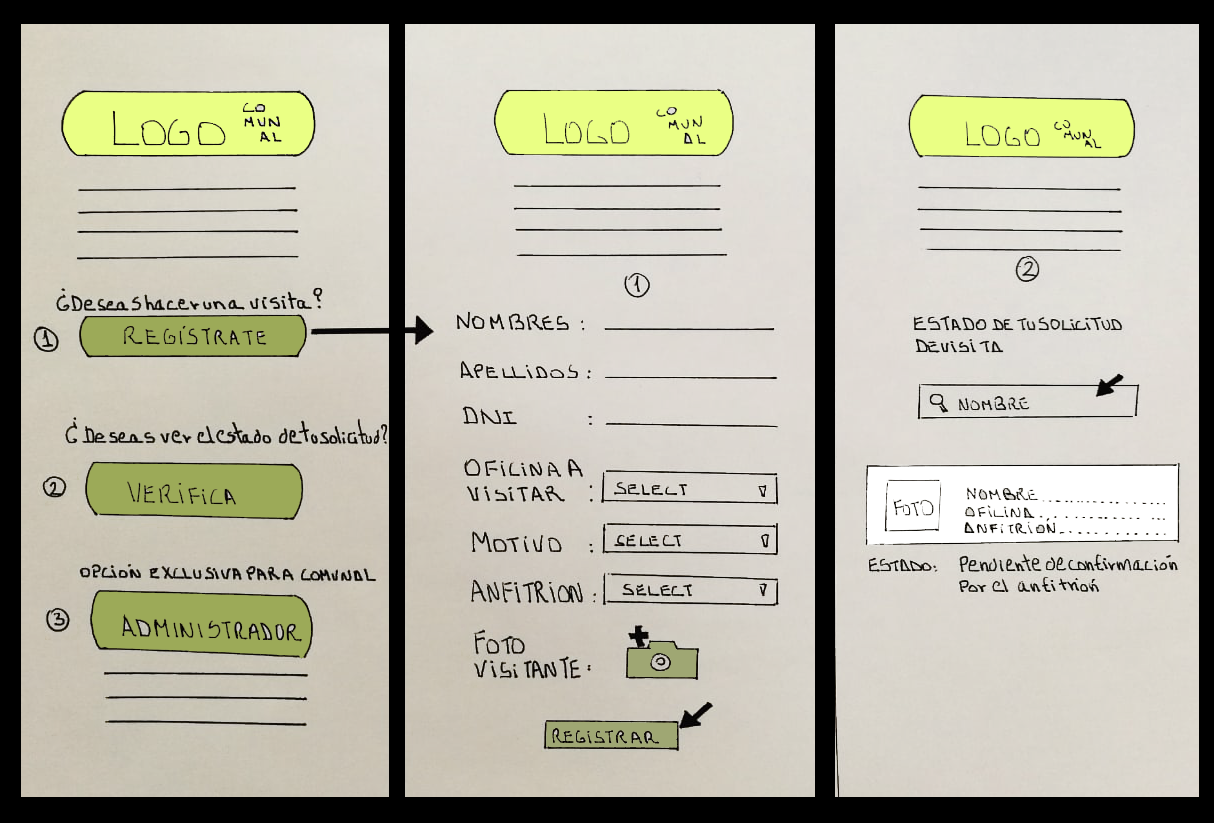 LOGO
CO
MUN
AL
¿Deseas hacer una visita?
1
REGÍSTRATE
¿Deseas ver el estado de tu solicitud?
2
VERIFICA
OPCIÓN EXCLUSIVA PARA COMUNAL
3
ADMINISTRADOR
LOGO
CO
MUN
AL
1
NOMBRES :
APELLIDOS :
DNI :
OFICINA A
VISITAR : SELECT
MOTIVO : SELECT
ANFITRION : SELECT
FOTO
VISITANTE :
REGISTRAR
LOGO
CO
MUN
AL
2
ESTADO DE TU SOLICITUD
DE VISITA
NOMBRE
FOTO
NOMBRE....................
OFICINA....................
ANFITRION..............
ESTADO: Pendiente de confirmación
Por el anfitrión